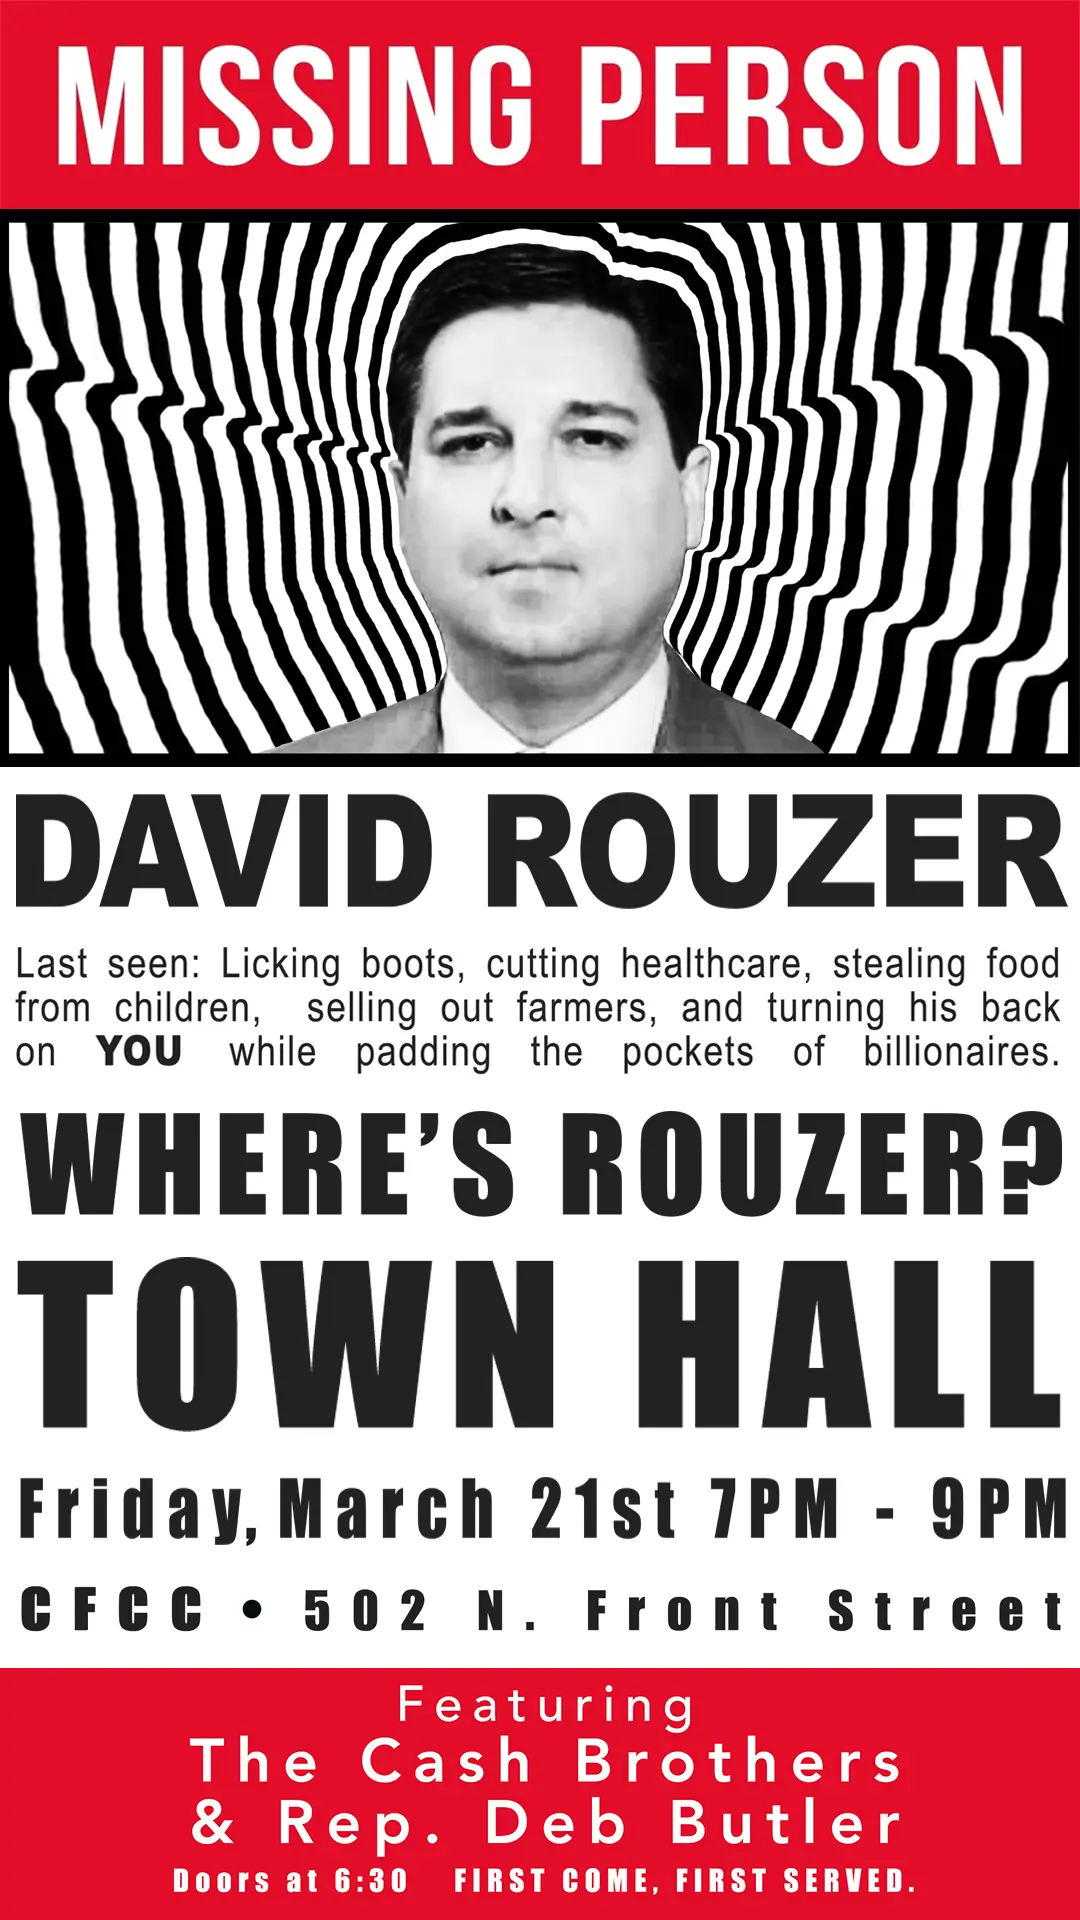 MISSING PERSON
DAVID ROUZER
Last seen: Licking boots, cutting healthcare, stealing food
from children, selling out farmers, and turning his back
on YOU while padding the pockets of billionaires.
WHERE’S ROUZER?
TOWN HALL
Friday, March 21st 7PM - 9PM
CFCC • 502 N. Front Street
Featuring
The Cash Brothers
& Rep. Deb Butler
Doors at 6:30 FIRST COME, FIRST SERVED.